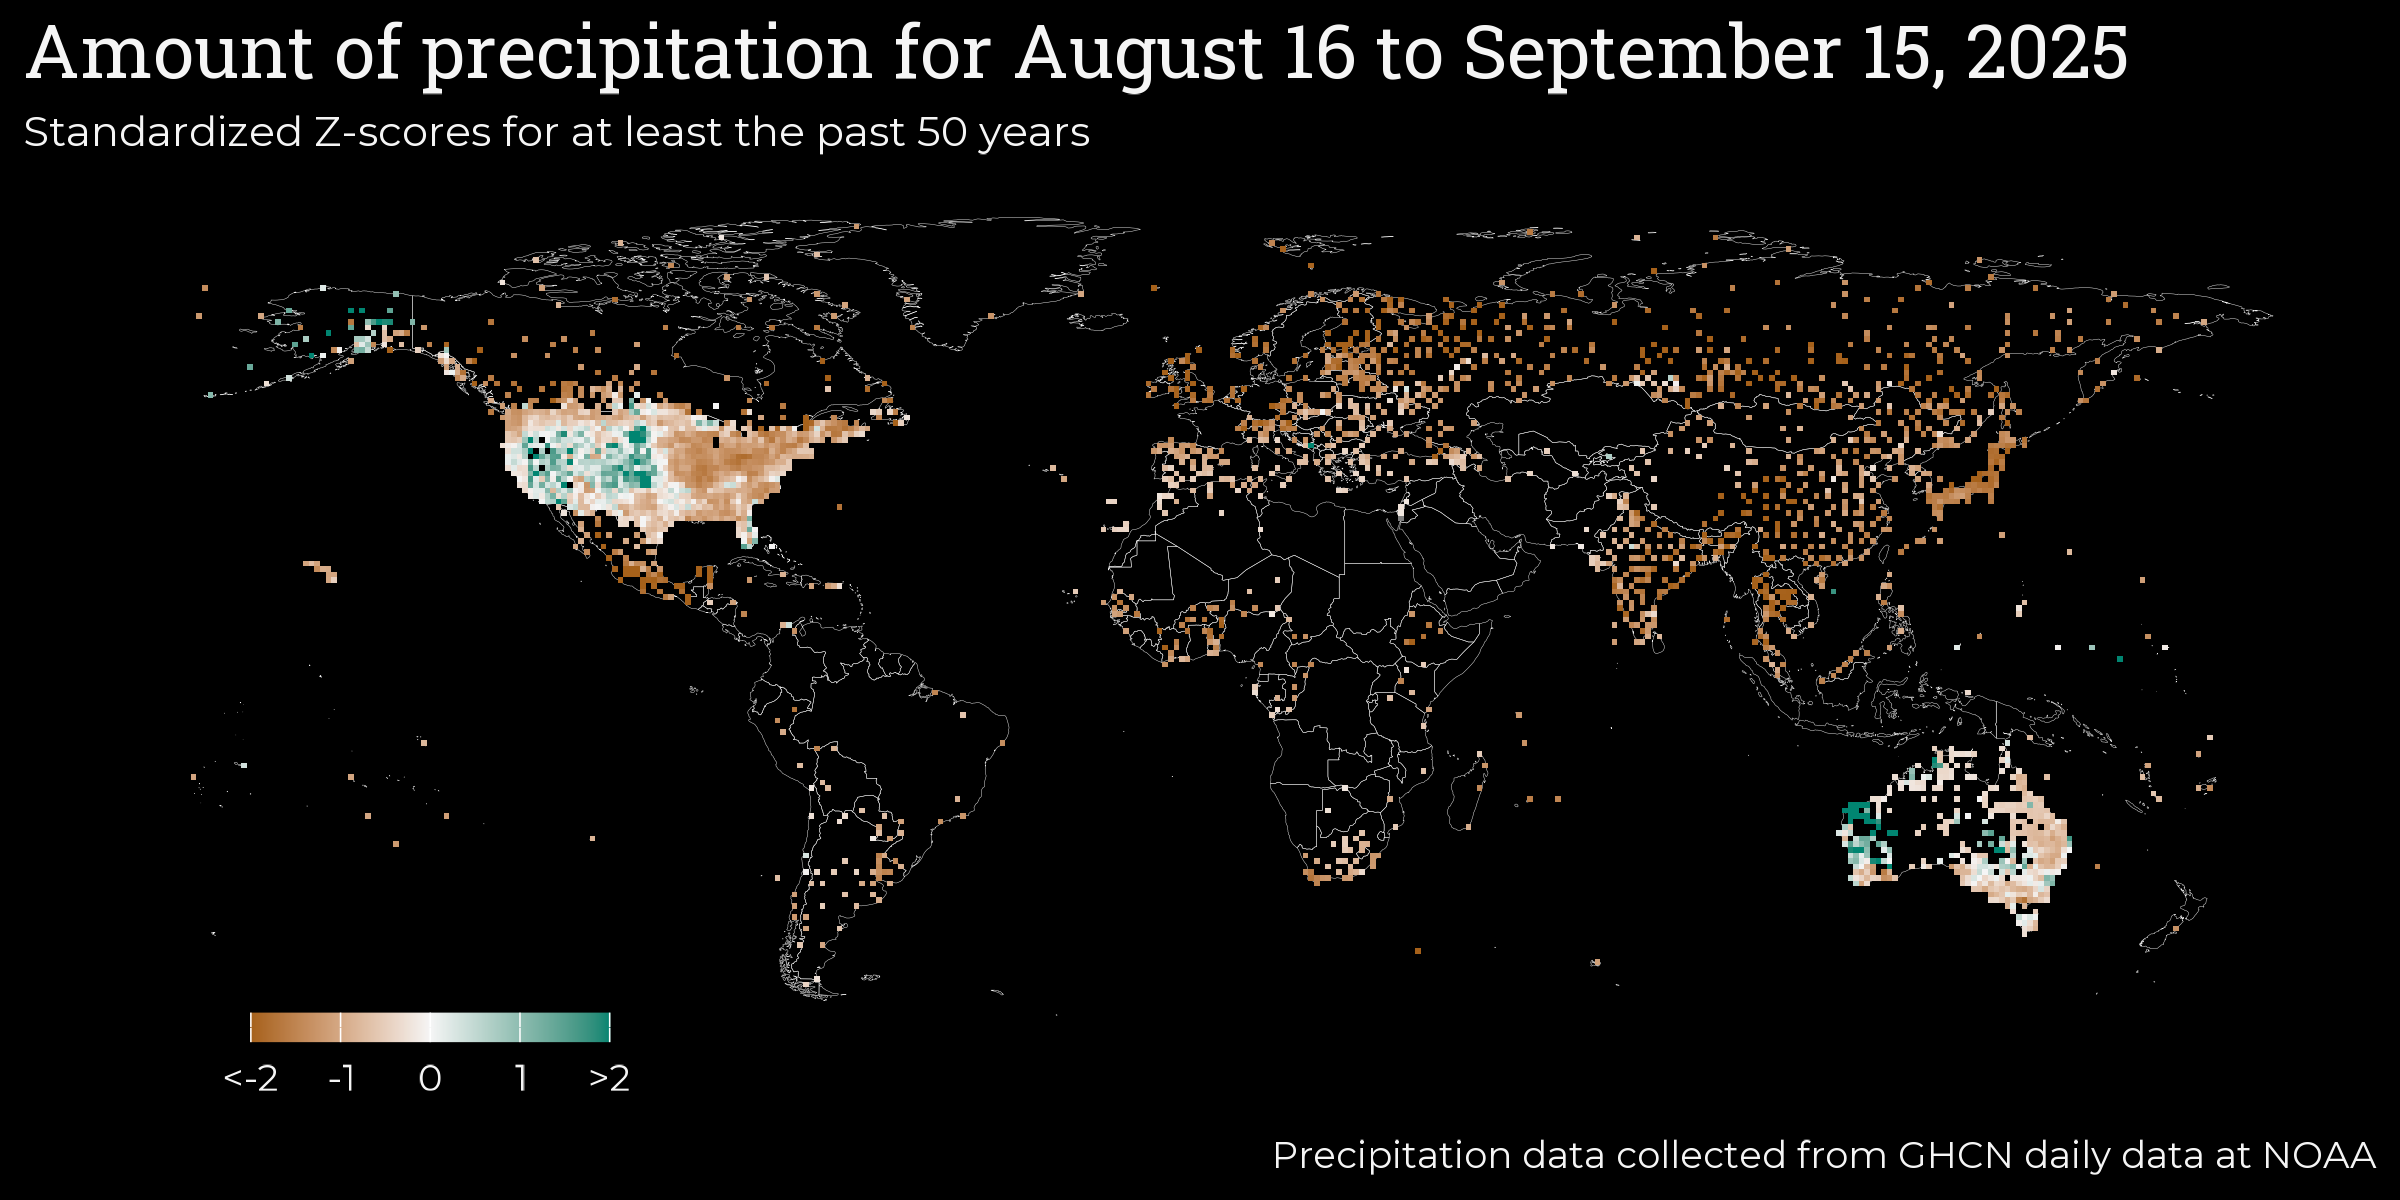 Amount of precipitation for August 16 to September 15, 2025
Standardized Z-scores for at least the past 50 years
<-2 -1 0 1 >2
Precipitation data collected from GHCN daily data at NOAA